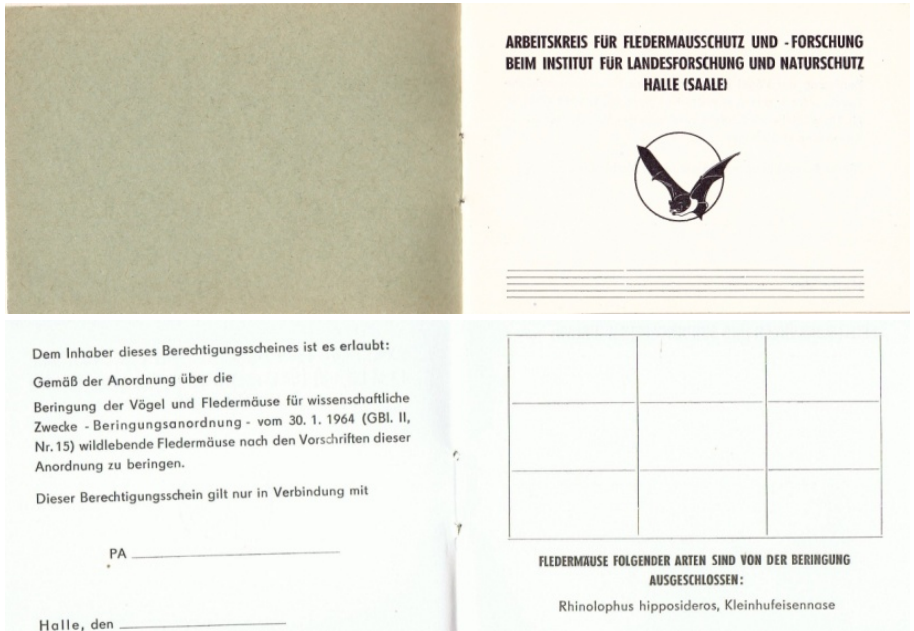 ARBEITSKREIS FÜR FLEDERMAUSSCHUTZ UND - FORSCHUNG
BEIM INSTITUT FÜR LANDESFORSCHUNG UND NATURSCHUTZ
HALLE (SAALE)
Dem Inhaber dieses Berechtigungsscheines ist es erlaubt:
Gemäß der Anordnung über die
Beringung der Vögel und Fledermäuse für wissenschaftliche
Zwecke - Beringungsanordnung - vom 30. 1. 1964 (GBl. II,
Nr. 15) wildlebende Fledermäuse nach den Vorschriften dieser
Anordnung zu beringen.
Dieser Berechtigungsschein gilt nur in Verbindung mit
PA
Halle, den
FLEDERMÄUSE FOLGENDER ARTEN SIND VON DER BERINGUNG
AUSGESCHLOSSEN:
Rhinolophus hipposideros, Kleinhufeisennase